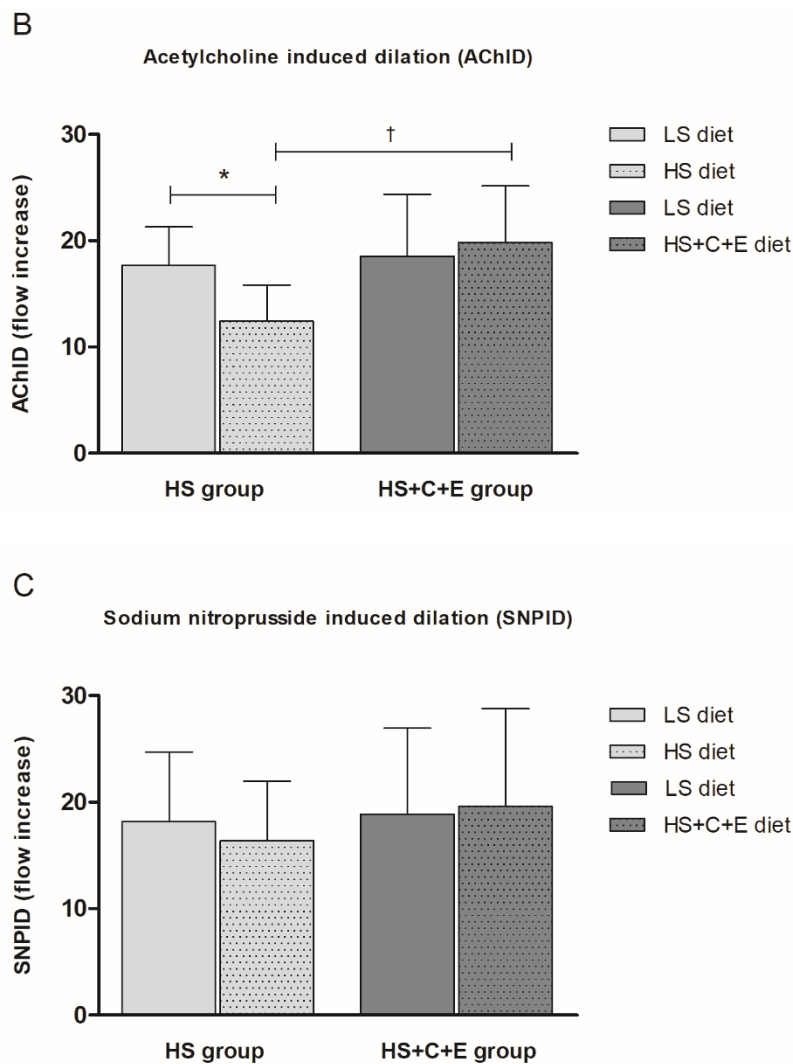 B
Acetylcholine induced dilation (AChID)
AChID (flow increase)
30
20
10
0
*
†
LS diet
HS diet
LS diet
HS+C+E diet
HS group
HS+C+E group
C
Sodium nitroprusside induced dilation (SNPID)
SNPID (flow increase)
30
20
10
0
LS diet
HS diet
LS diet
HS+C+E diet
HS group
HS+C+E group